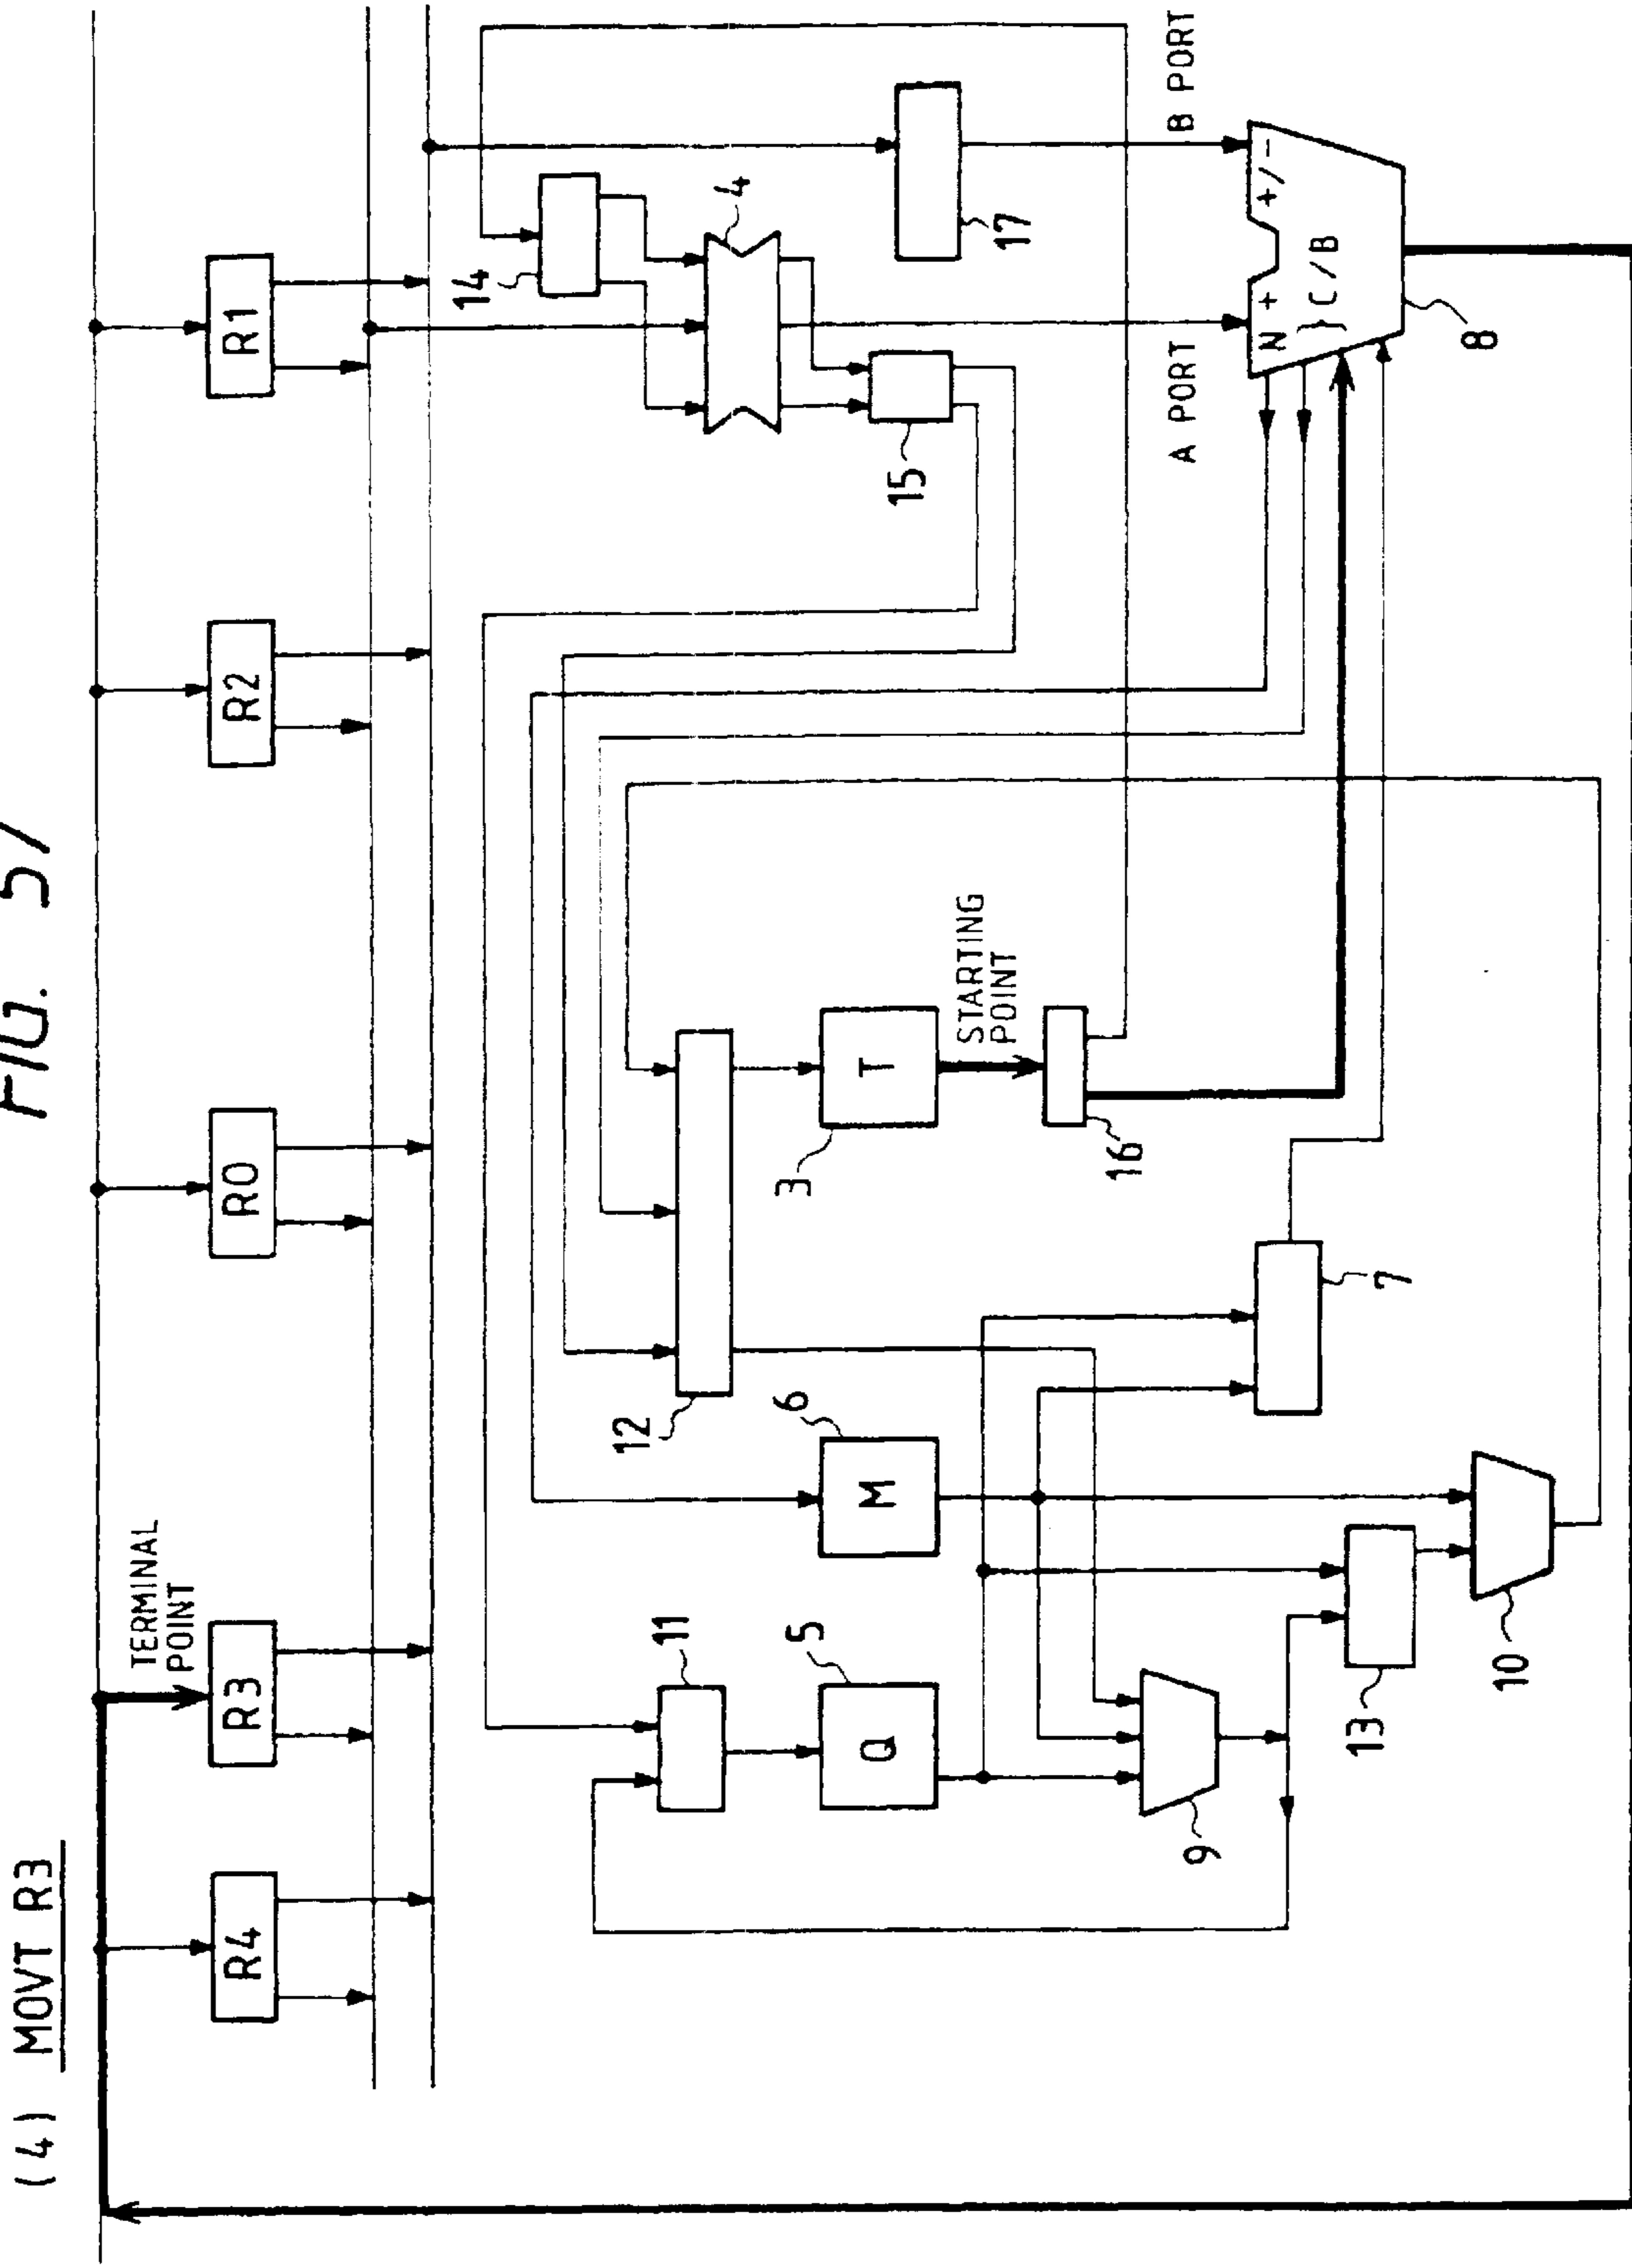 FIG.
(4) MOVT R3
R4
R3
R0
R2
R1
TERMINAL
POINT
14
4
12
11
6
5
15
17
3
T
M
Q
STARTING
POINT
16
A PORT
B PORT
9
7
N + +/-
} C/B
8
13
10